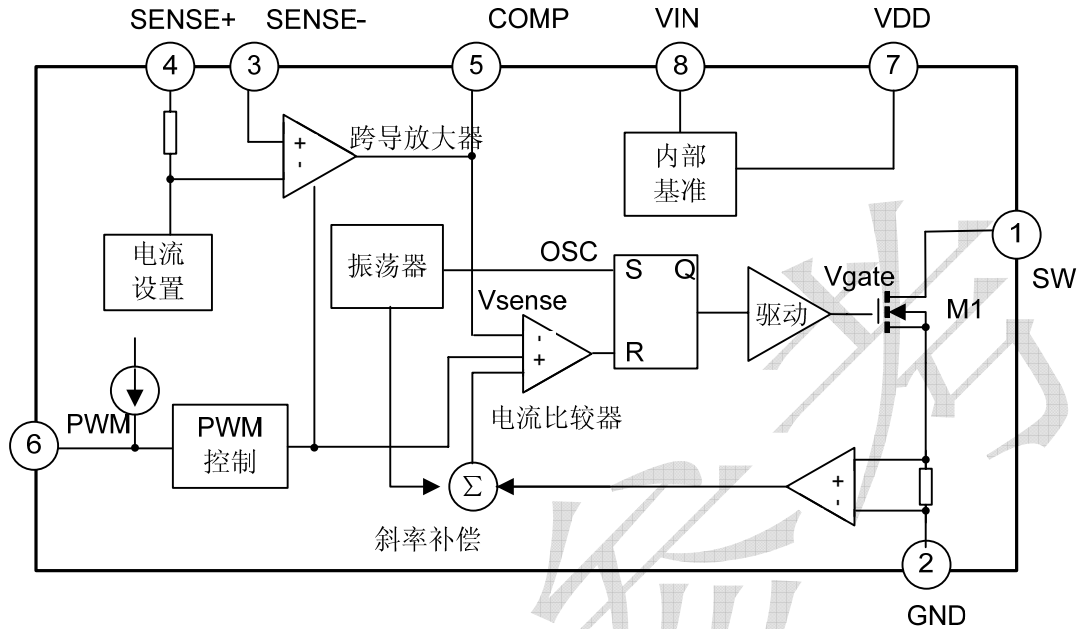 SENSE+
SENSE-
COMP
VIN
VDD
4
3
5
8
7
+
-
跨导放大器
内部
基准
电流
设置
振荡器
OSC
S
Q
R
1
SW
Vgate
M1
驱动
Vsense
-
+
电流比较器
6
PWM
PWM
控制
Σ
斜率补偿
+
-
2
GND